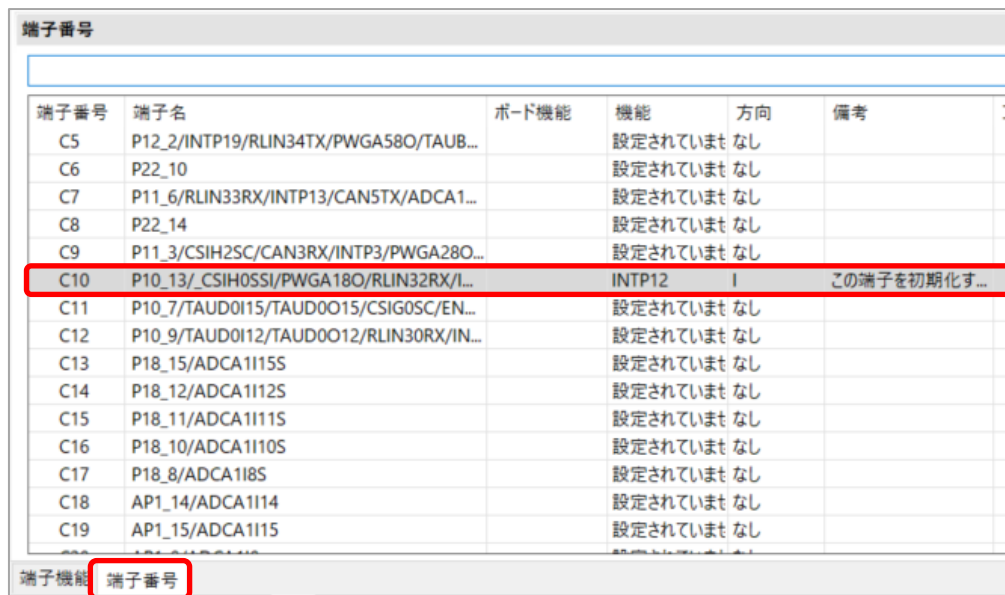 端子番号
端子番号 端子名 ボード機能 機能 方向 備考
C5 P12_2/INTP19/RLIN34TX/PWGA58O/TAUB... 設定されていませ なし
C6 P22_10 設定されていませ なし
C7 P11_6/RLIN33RX/INTP13/CAN5TX/ADCA1... 設定されていませ なし
C8 P22_14 設定されていませ なし
C9 P11_3/CSIH2SC/CAN3RX/INTP3/PWGA28O... 設定されていませ なし
C10 P10_13/_CSIH0SSI/PWGA18O/RLIN32RX/I... INTP12 I この端子を初期化す...
C11 P10_7/TAUD0I15/TAUD0O15/CSIG0SC/EN... 設定されていませ なし
C12 P10_9/TAUD0I12/TAUD0O12/RLIN30RX/IN... 設定されていませ なし
C13 P18_15/ADCA1I15S 設定されていませ なし
C14 P18_12/ADCA1I12S 設定されていませ なし
C15 P18_11/ADCA1I11S 設定されていませ なし
C16 P18_10/ADCA1I10S 設定されていませ なし
C17 P18_8/ADCA1I8S 設定されていませ なし
C18 AP1_14/ADCA1I14 設定されていませ なし
C19 AP1_15/ADCA1I15 設定されていませ なし
端子機能 端子番号